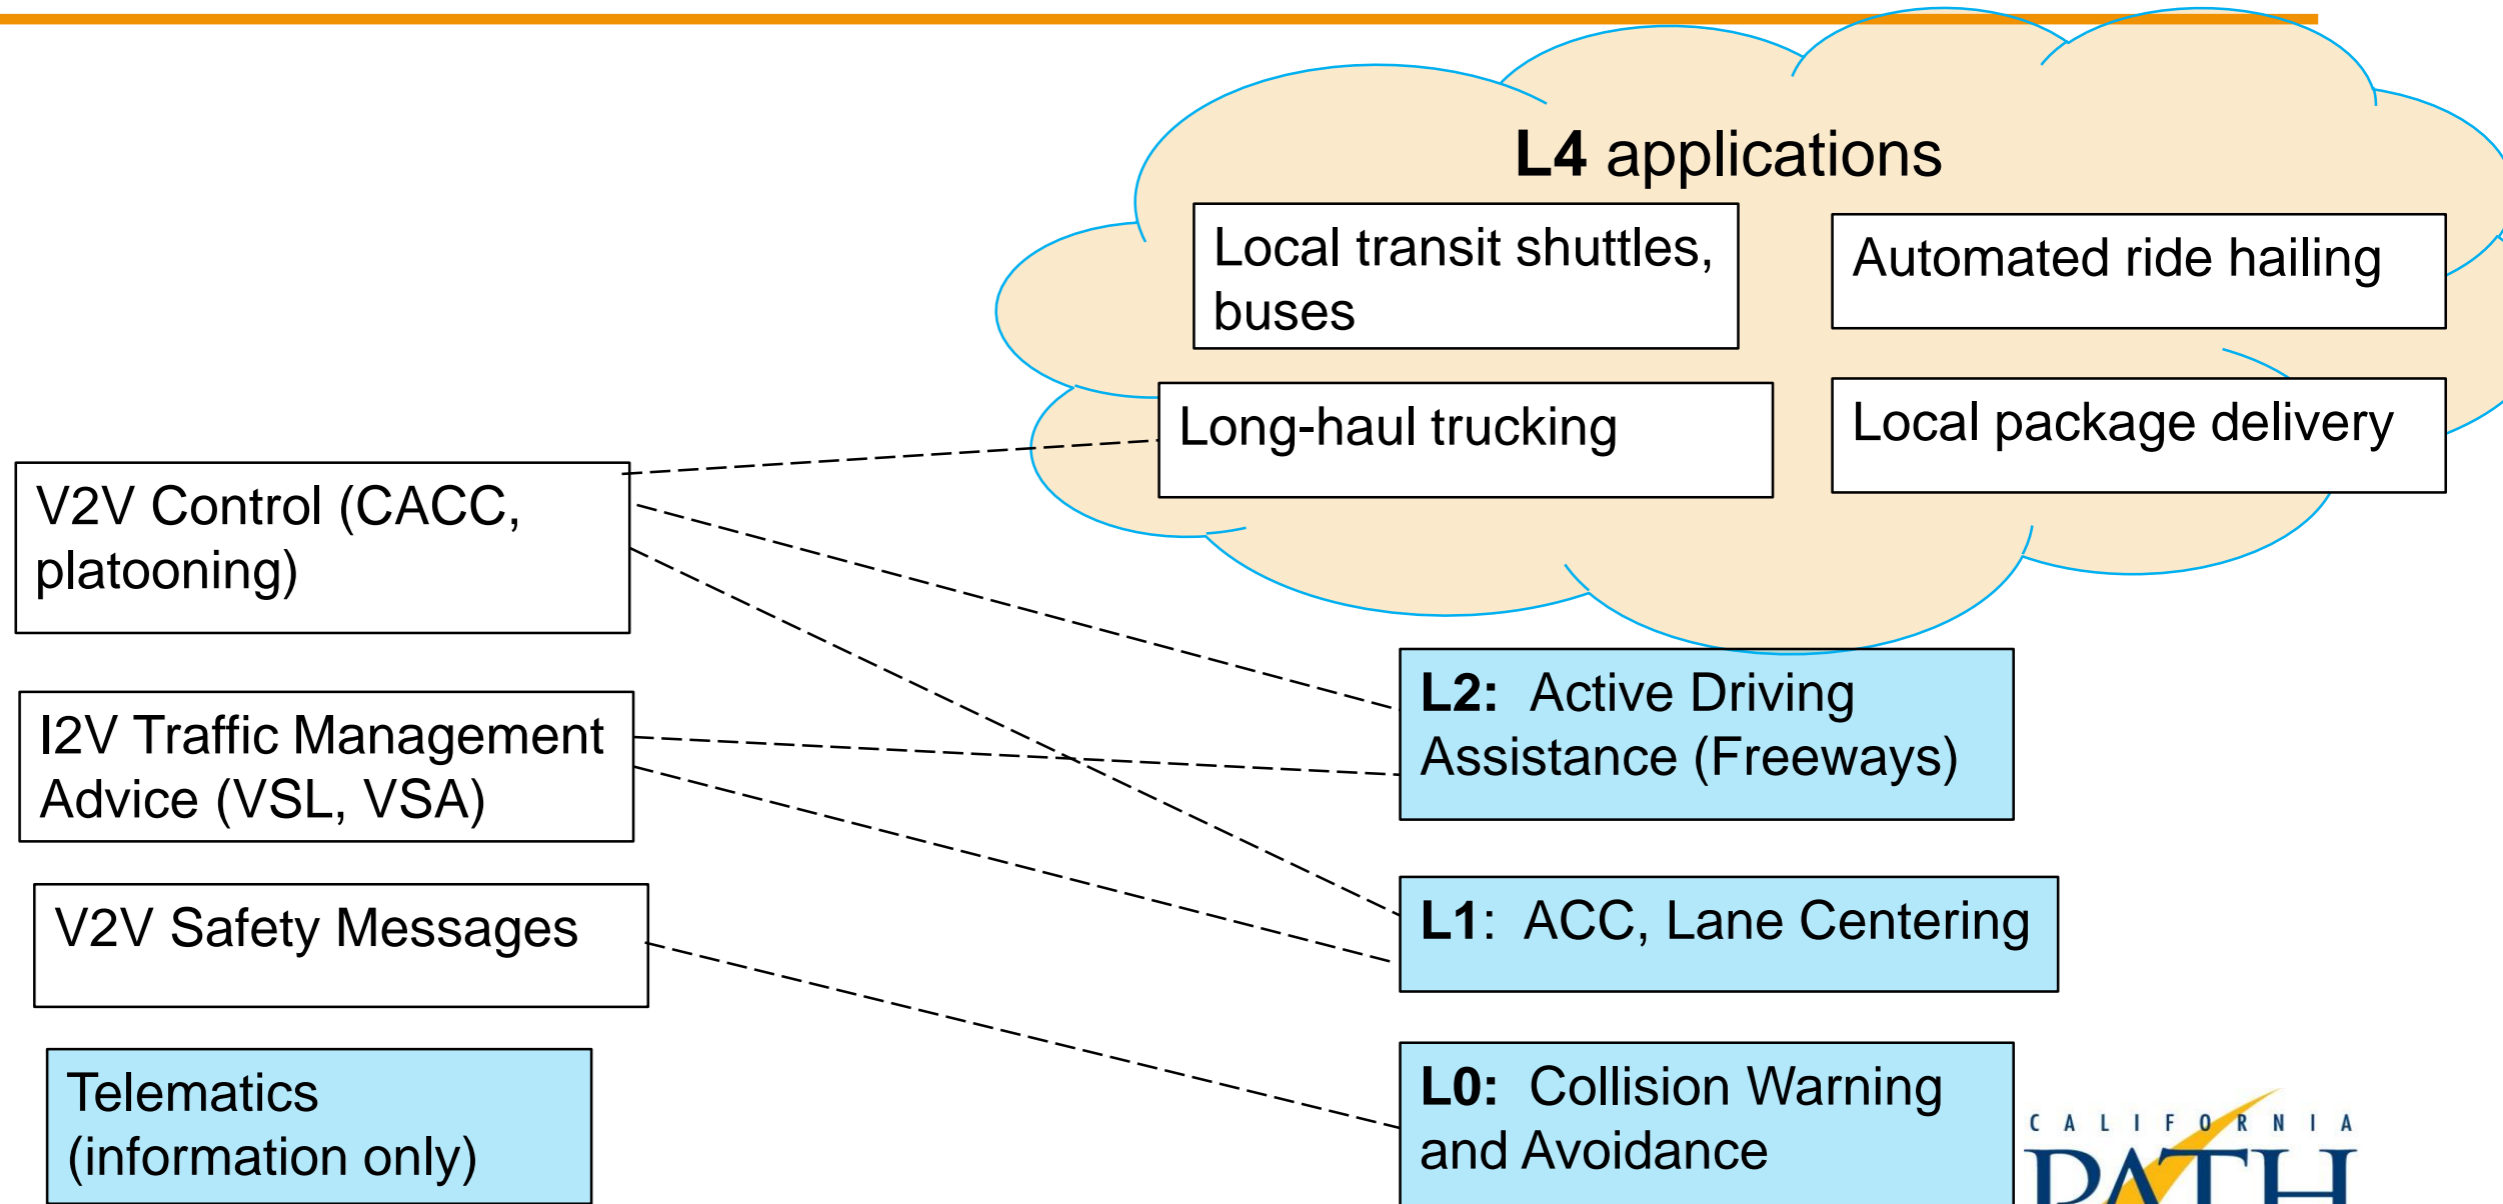 L4 applications
Local transit shuttles,
buses
Automated ride hailing
Long-haul trucking
Local package delivery
V2V Control (CACC,
platooning)
I2V Traffic Management
Advice (VSL, VSA)
V2V Safety Messages
Telematics
(information only)
L2: Active Driving
Assistance (Freeways)
L1: ACC, Lane Centering
L0: Collision Warning
and Avoidance
CALIFORNIA
PATH